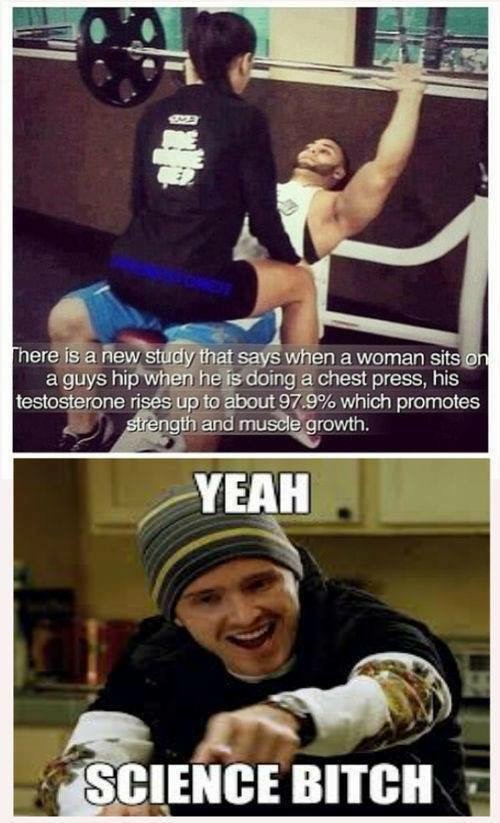 There is a new study that says when a woman sits on
a guys hip when he is doing a chest press, his
testosterone rises up to about 97.9% which promotes
strength and muscle growth.
YEAH
SCIENCE BITCH